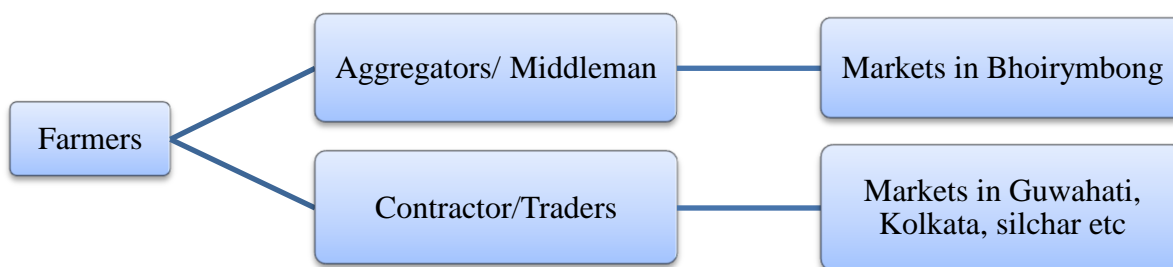 Aggregators/ Middleman
Markets in Bhoirymbong
Farmers
Contractor/Traders
Markets in Guwahati,
Kolkata, silchar etc